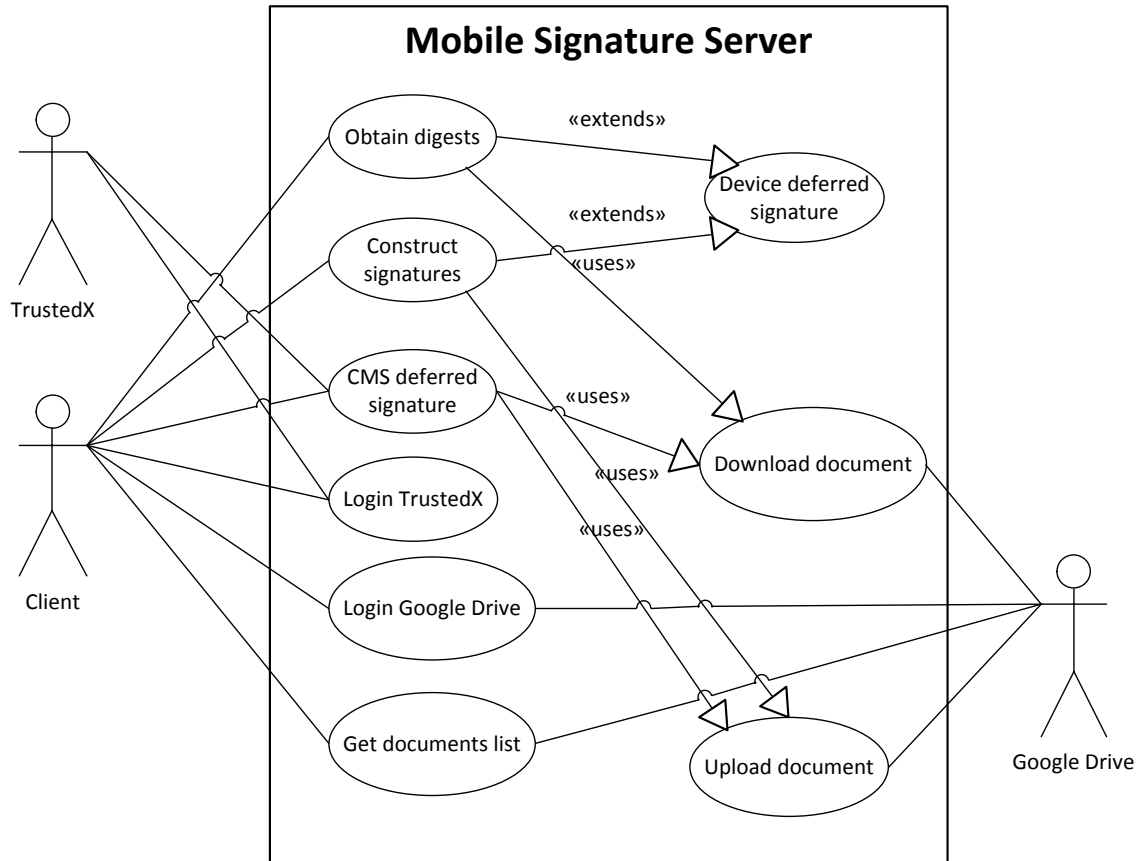 Mobile Signature Server
«extends»
Obtain digests
Device deferred
signature
«extends»
Construct
signatures
«uses»
TrustedX
CMS deferred
signature
«uses»
Download document
«uses»
Login TrustedX
«uses»
Client
Login Google Drive
Get documents list
Upload document
Google Drive